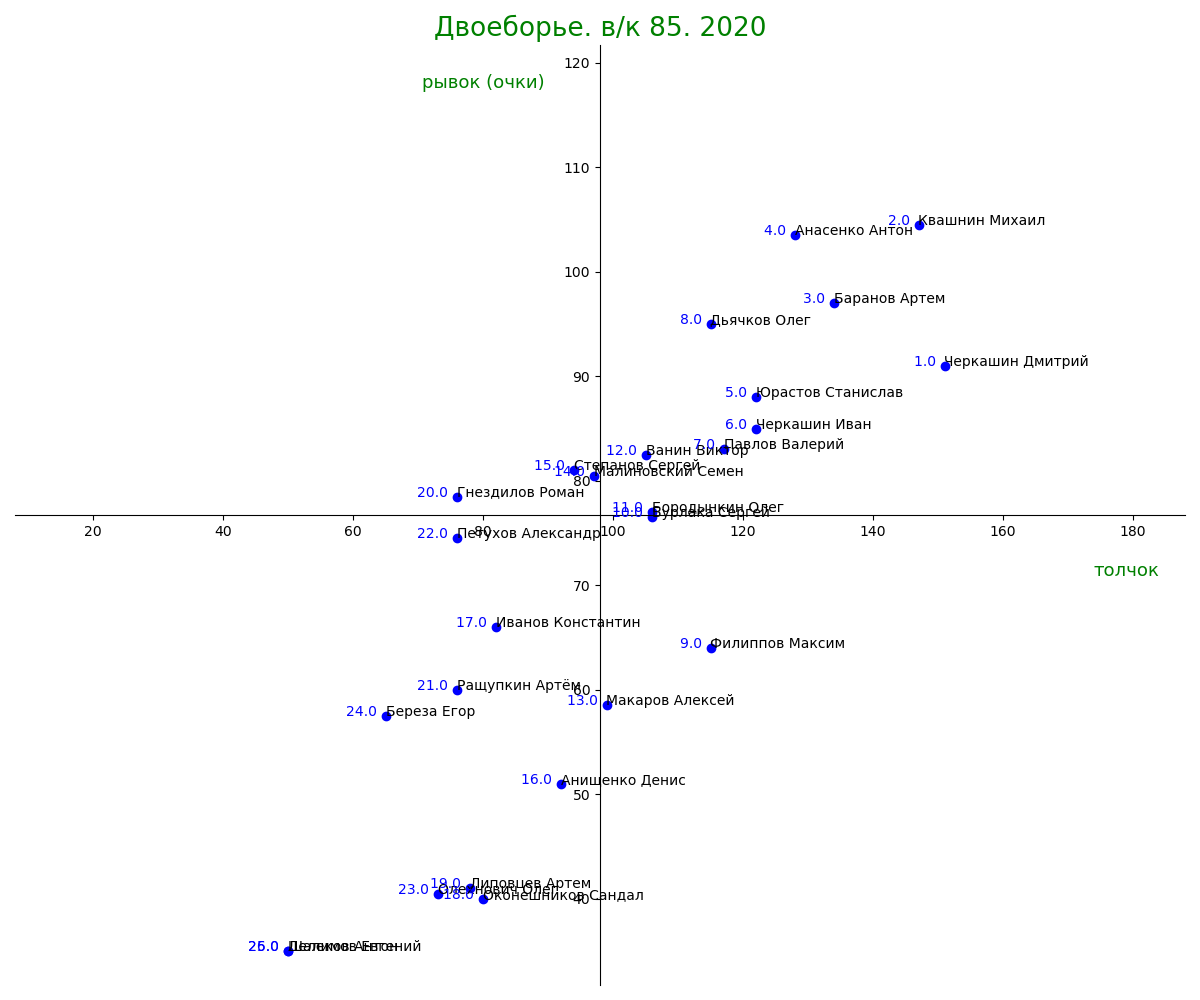 Двоеборье. в/к 85. 2020
рывок (очки)
120
110
2.0 Квашнин Михаил
4.0 Анасенко Антон
100
3.0 Баранов Артем
8.0 Дьячков Олег
1.0 Черкашин Дмитрий
90
5.0 Юрастов Станислав
6.0 Черкашин Иван
7.0 Павлов Валерий
12.0 Ванин Виктор
15.0 Степанов Сергей
14.0 Малиновский Семен
80
20.0 Гнездилов Роман
11.0 Бородынкин Олег
10.0 Бурлака Сергей
20 40 60 80 100 120 140 160 180
22.0 Петухов Александр
толчок
70
17.0 Иванов Константин
9.0 Филиппов Максим
21.0 Ращупкин Артём
60
13.0 Макаров Алексей
24.0 Береза Егор
16.0 Анишенко Денис
50
19.0 Липовцев Артем
23.0 Олейнович Олег
18.0 Оконешников Сандал
40